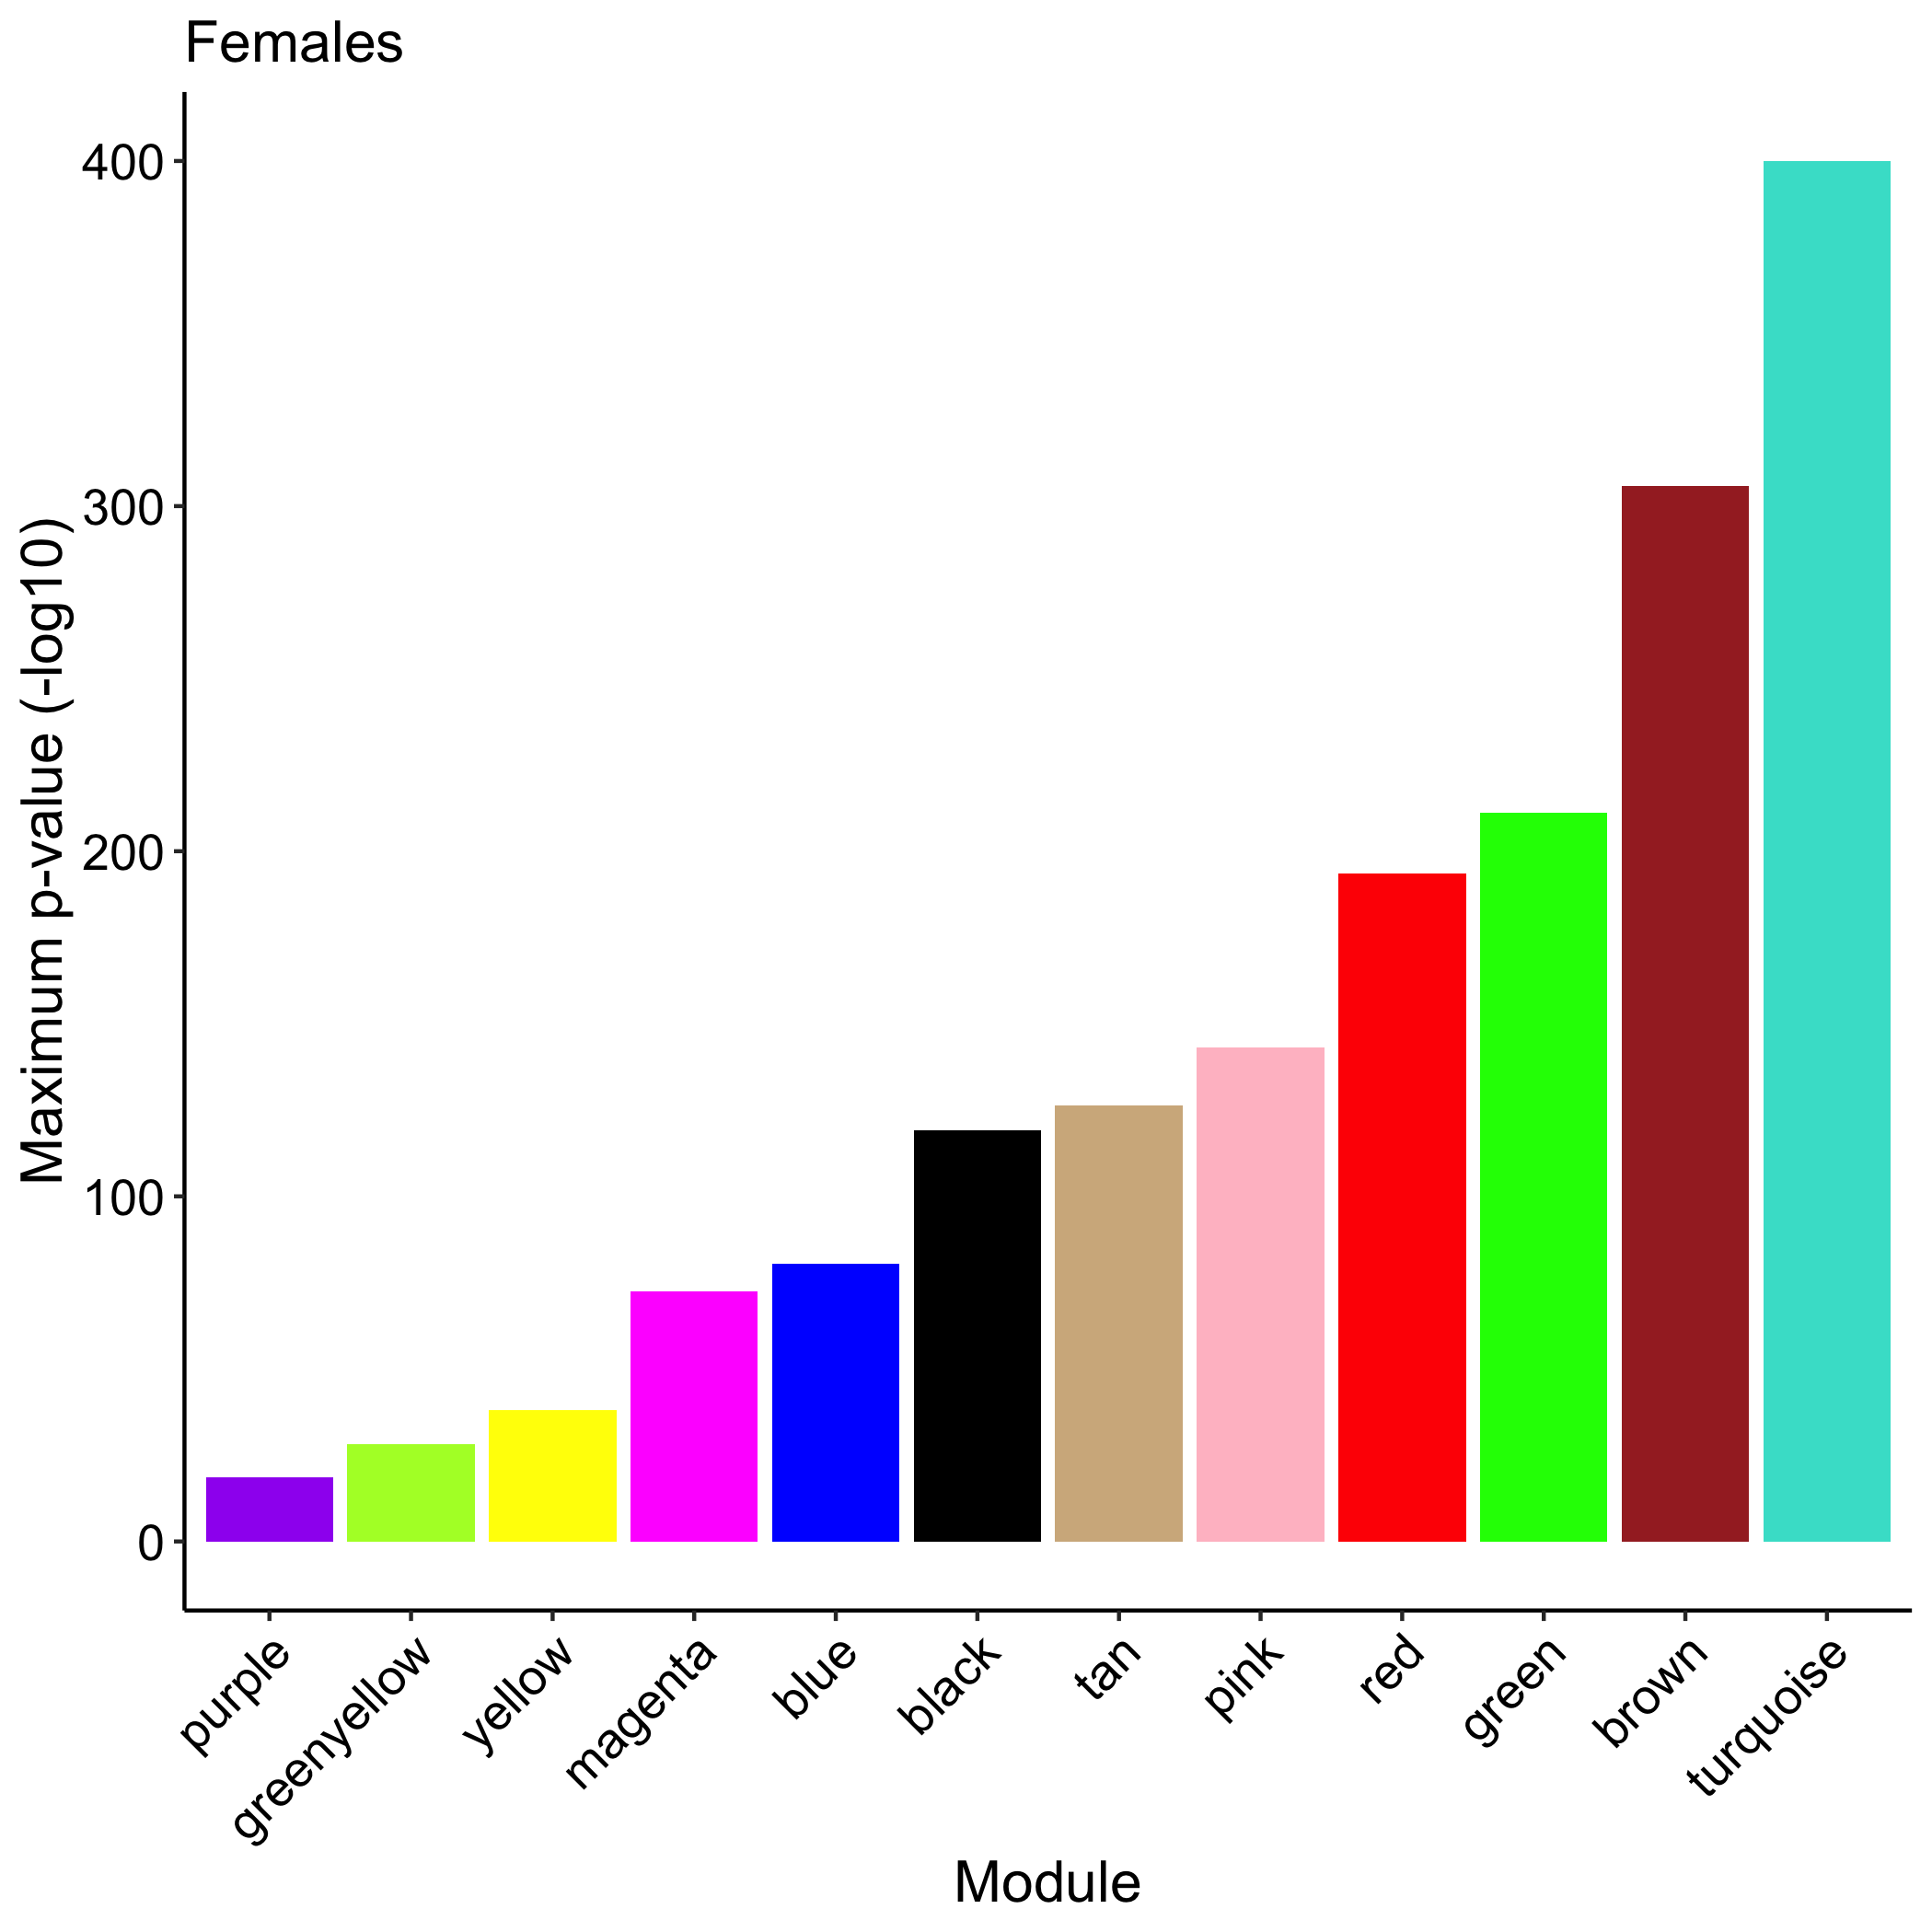 Females
Maximum p-value (-log10)
400
300
200
100
0
purple
greenyellow
yellow
magenta
blue
black
tan
pink
red
green
brown
turquoise
Module